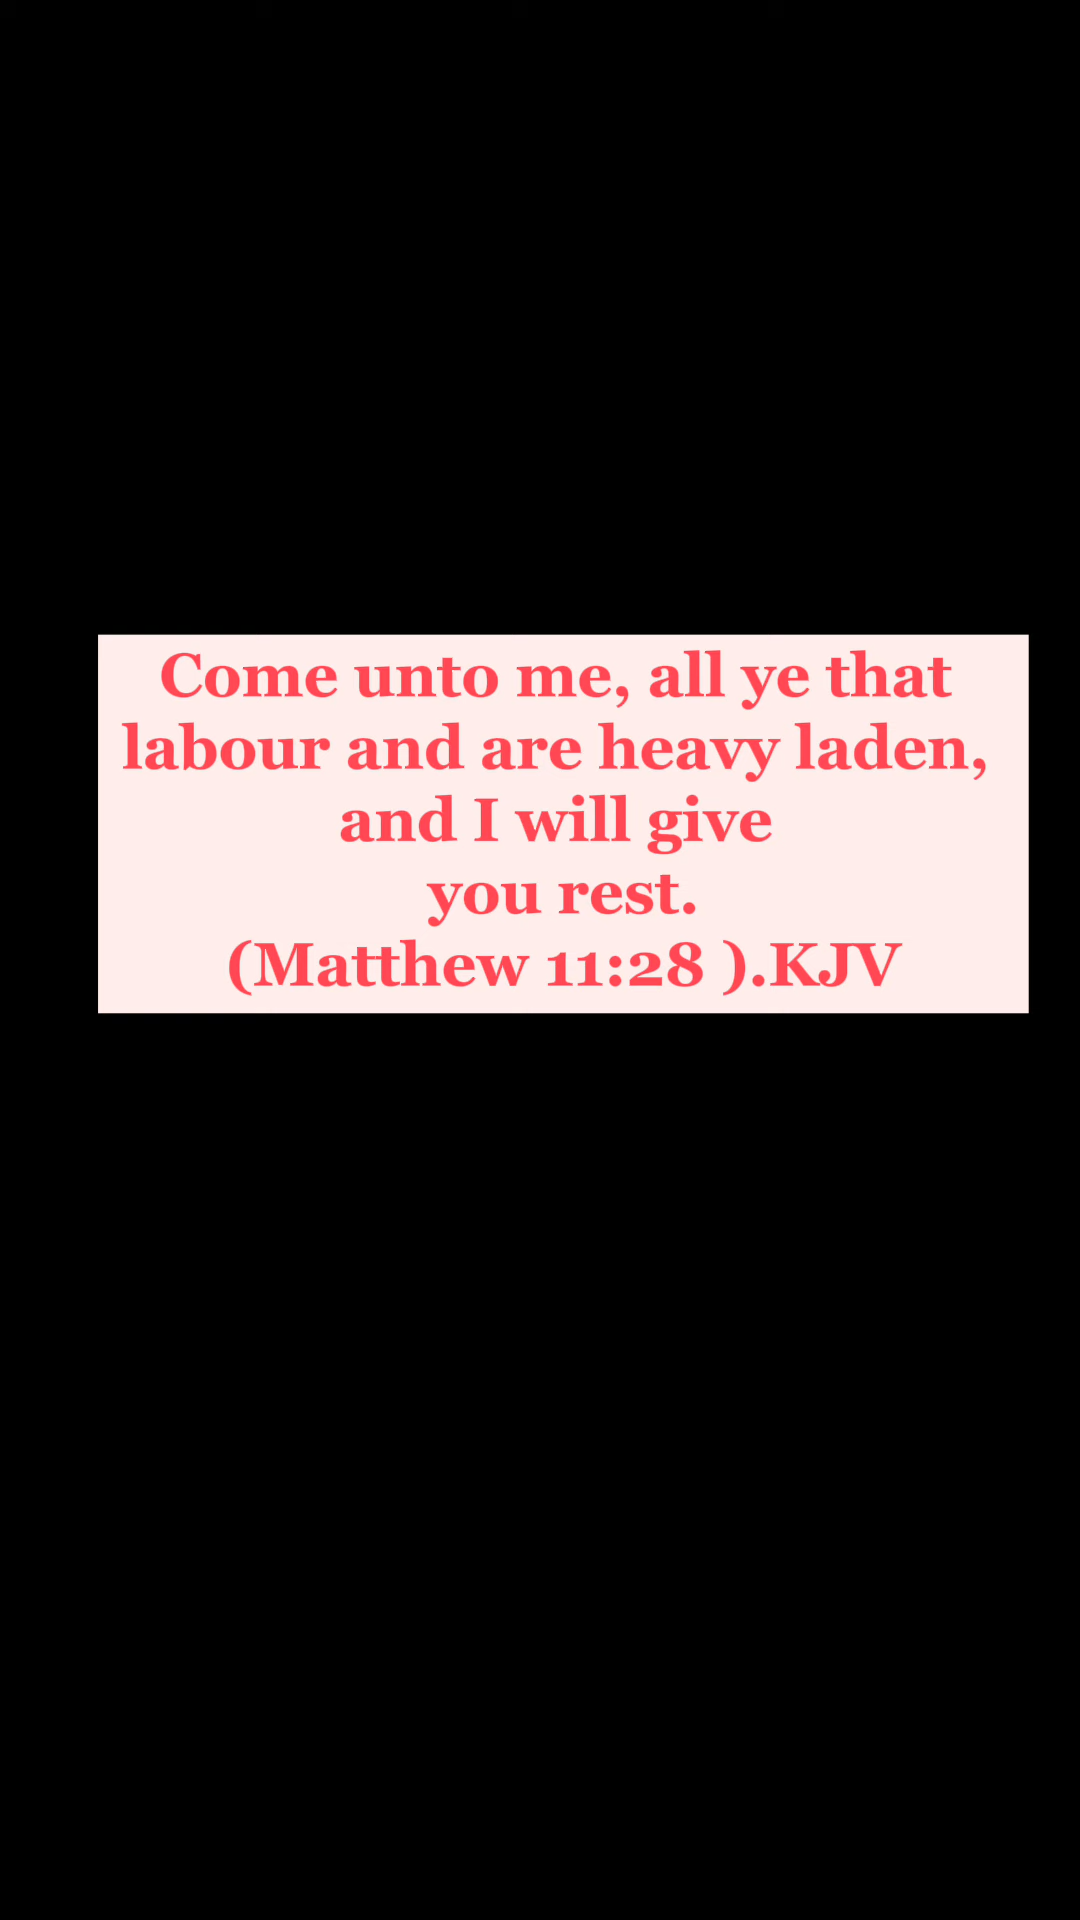 Come unto me, all ye that
labour and are heavy laden,
and I will give
you rest.
(Matthew 11:28 ).KJV